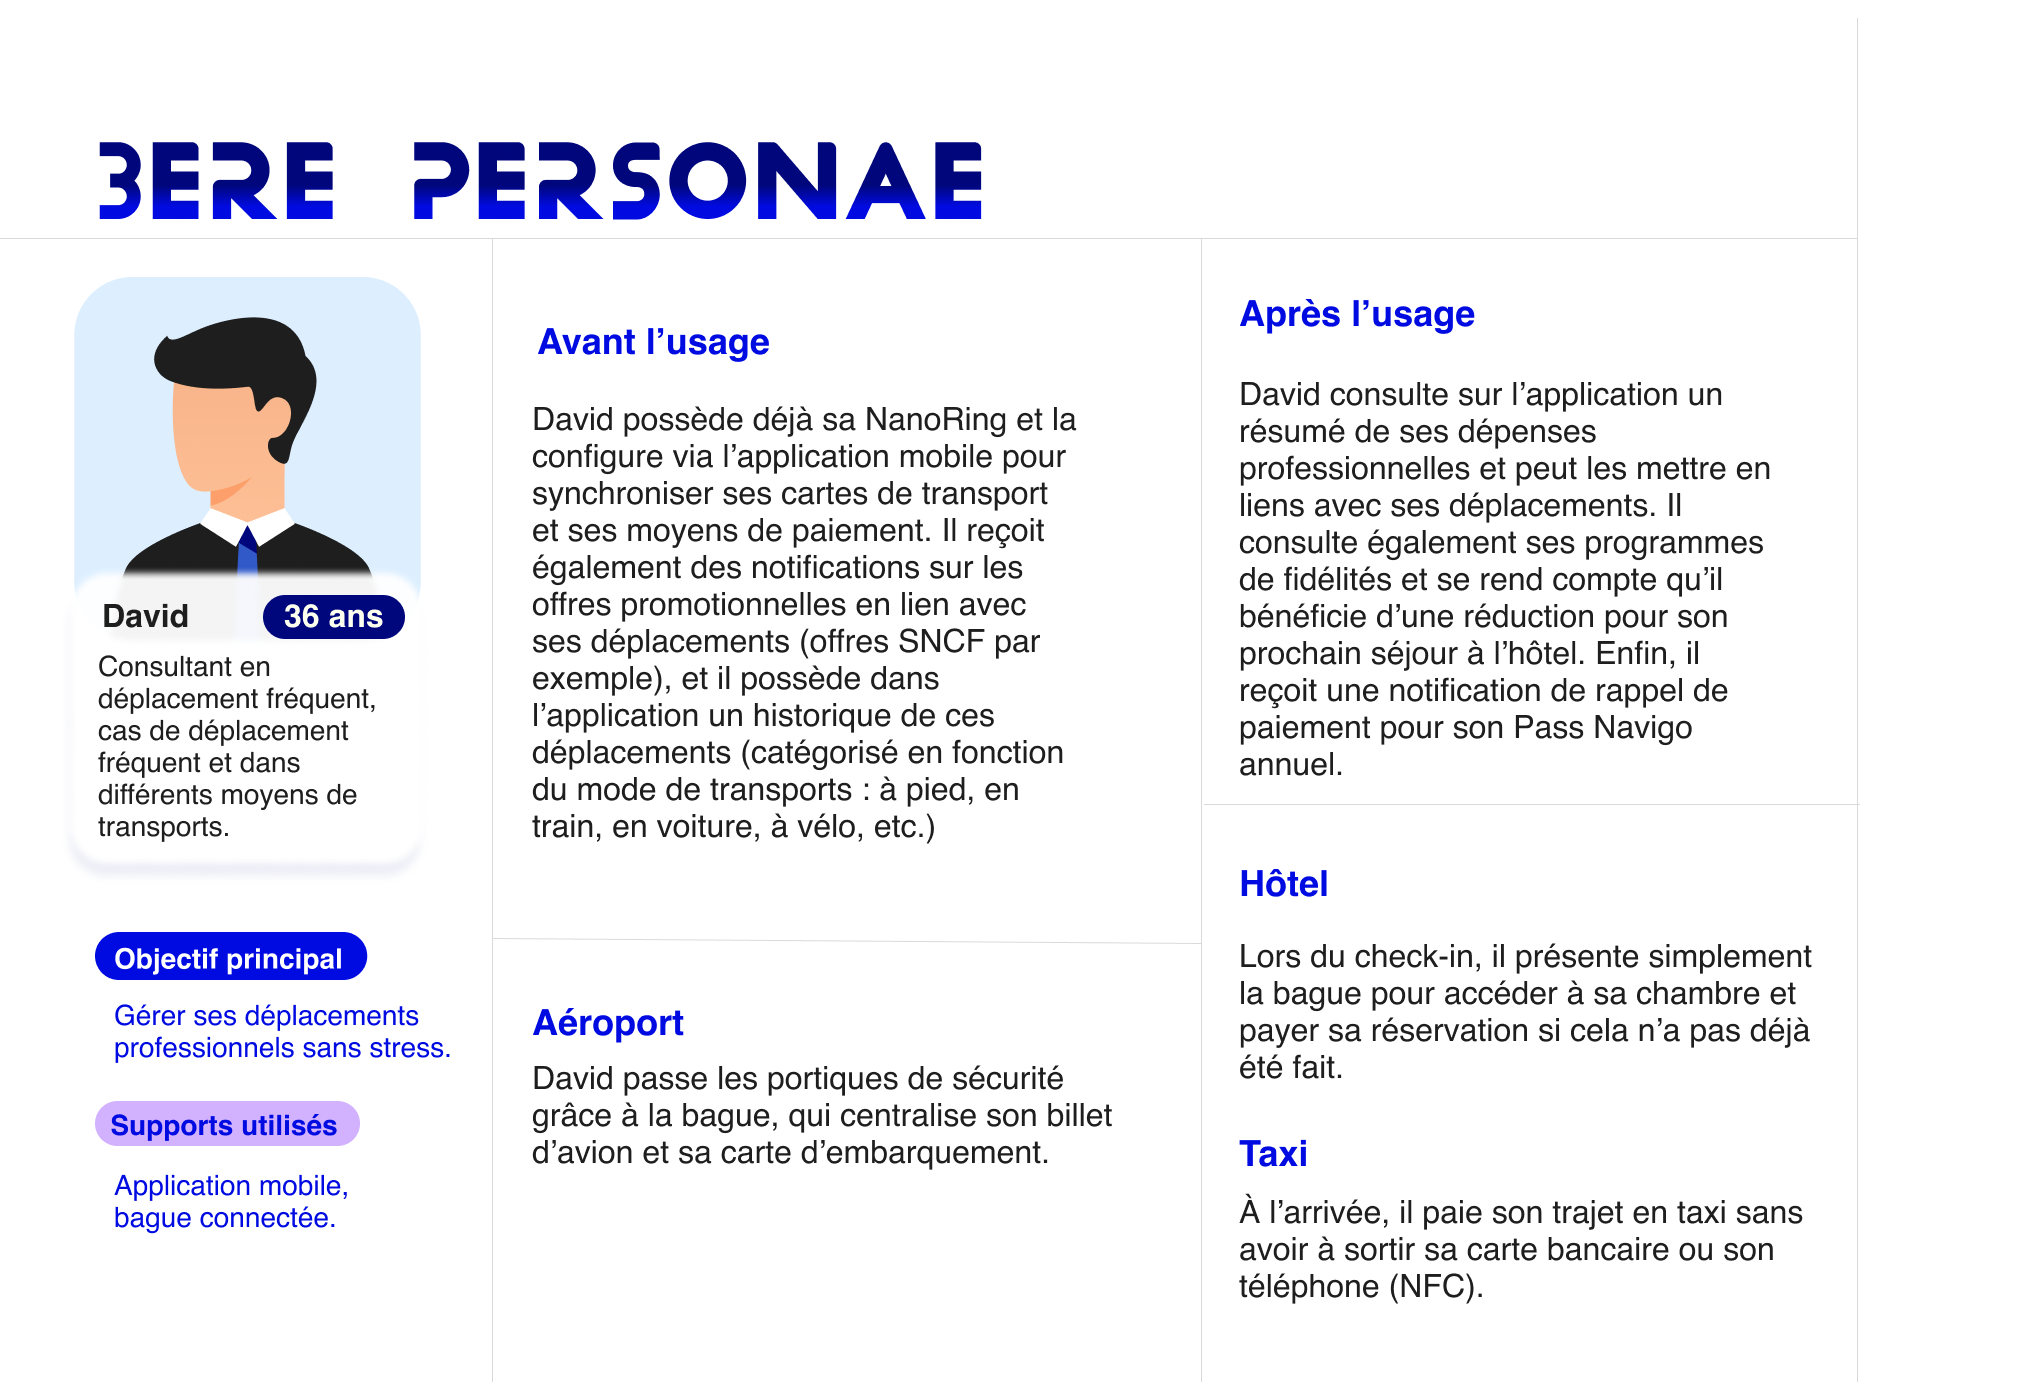 3ERE PERSONAE
David
36 ans
Consultant en
déplacement fréquent,
cas de déplacement
fréquent et dans
différents moyens de
transports.
Objectif principal
Gérer ses déplacements
professionnels sans stress.
Supports utilisés
Application mobile,
bague connectée.
Avant l’usage
David possède déjà sa NanoRing et la
configure via l’application mobile pour
synchroniser ses cartes de transport
et ses moyens de paiement. Il reçoit
également des notifications sur les
offres promotionnelles en lien avec
ses déplacements (offres SNCF par
exemple), et il possède dans
l’application un historique de ces
déplacements (catégorisé en fonction
du mode de transports : à pied, en
train, en voiture, à vélo, etc.)
Aéroport
David passe les portiques de sécurité
grâce à la bague, qui centralise son billet
d’avion et sa carte d’embarquement.
Après l’usage
David consulte sur l’application un
résumé de ses dépenses
professionnelles et peut les mettre en
liens avec ses déplacements. Il
consulte également ses programmes
de fidélités et se rend compte qu’il
bénéficie d’une réduction pour son
prochain séjour à l’hôtel. Enfin, il
reçoit une notification de rappel de
paiement pour son Pass Navigo
annuel.
Hôtel
Lors du check-in, il présente simplement
la bague pour accéder à sa chambre et
payer sa réservation si cela n’a pas déjà
été fait.
Taxi
À l’arrivée, il paie son trajet en taxi sans
avoir à sortir sa carte bancaire ou son
téléphone (NFC).